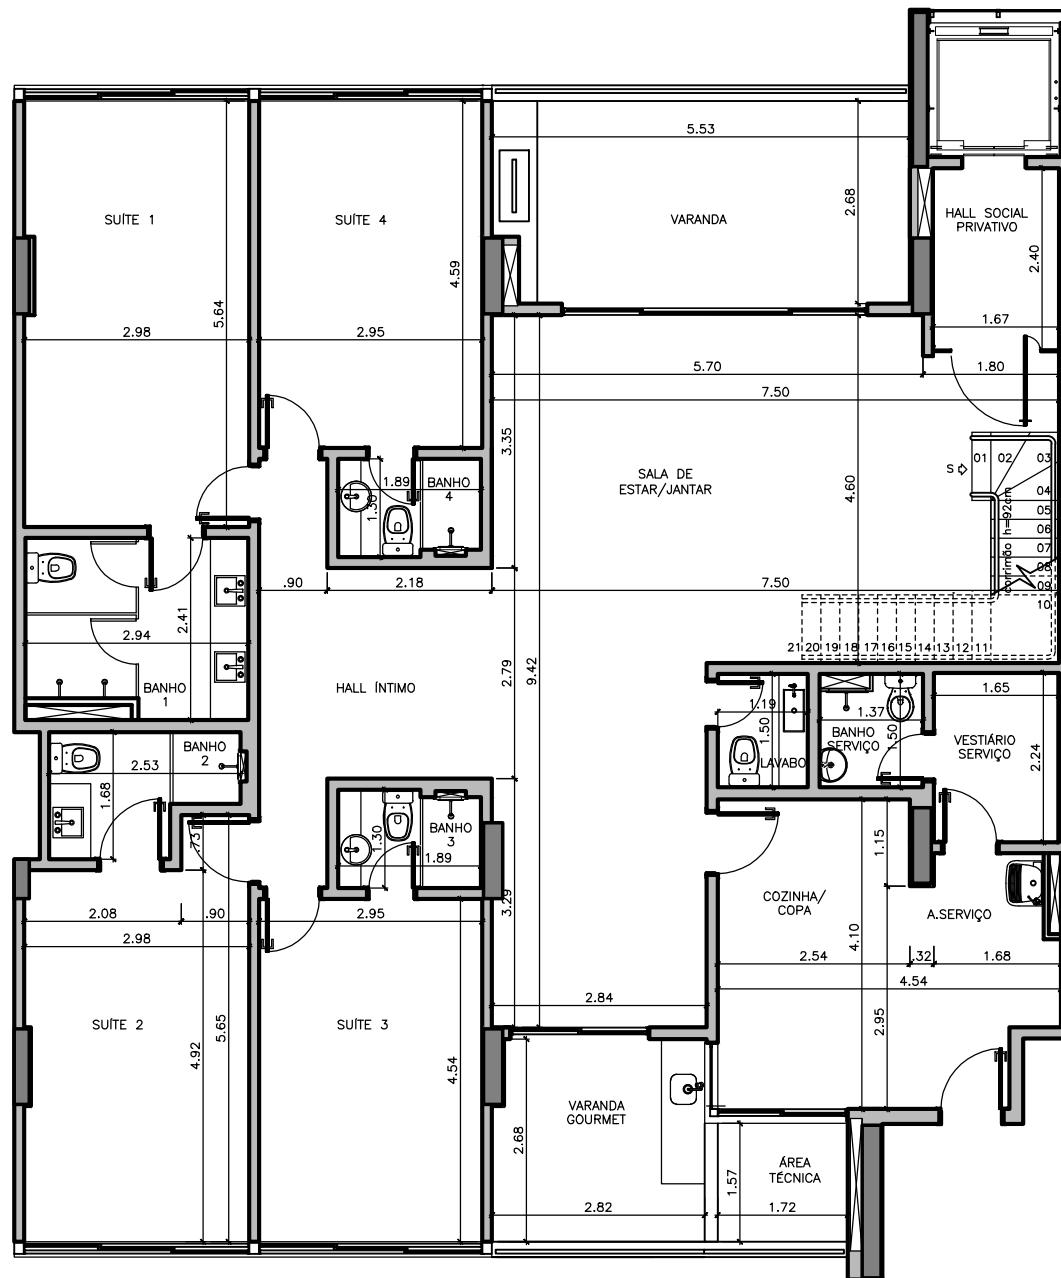 5.53
SUÍTE 1
SUÍTE 4
VARANDA
2.68
HALL SOCIAL
PRIVATIVO
2.40
4.59
5.64
2.98
2.95
1.67
5.70
1.80
7.50
3.35
SALA DE
ESTAR/JANTAR
4.60
S
01
02
03
04
05
06
07
08
09
10
corrimão h=92cm
1.89
BANHO
4
1.30
.90
2.18
7.50
2.41
2.94
BANHO
1
21
20
19
18
17
16
15
14
13
12
11
HALL ÍNTIMO
2.79
9.42
1.19
1.50
LAVABO
1.37
BANHO
SERVIÇO
1.50
1.65
VESTIÁRIO
SERVIÇO
2.24
BANHO
2
2.53
1.68
.73
1.30
BANHO
3
1.89
1.15
COZINHA/
COPA
A.SERVIÇO
2.08
.90
2.95
3.29
4.10
2.98
2.54
.32
1.68
4.54
2.84
2.95
SUÍTE 2
SUÍTE 3
5.65
4.92
4.54
VARANDA
GOURMET
2.68
ÁREA
TÉCNICA
1.57
2.82
1.72